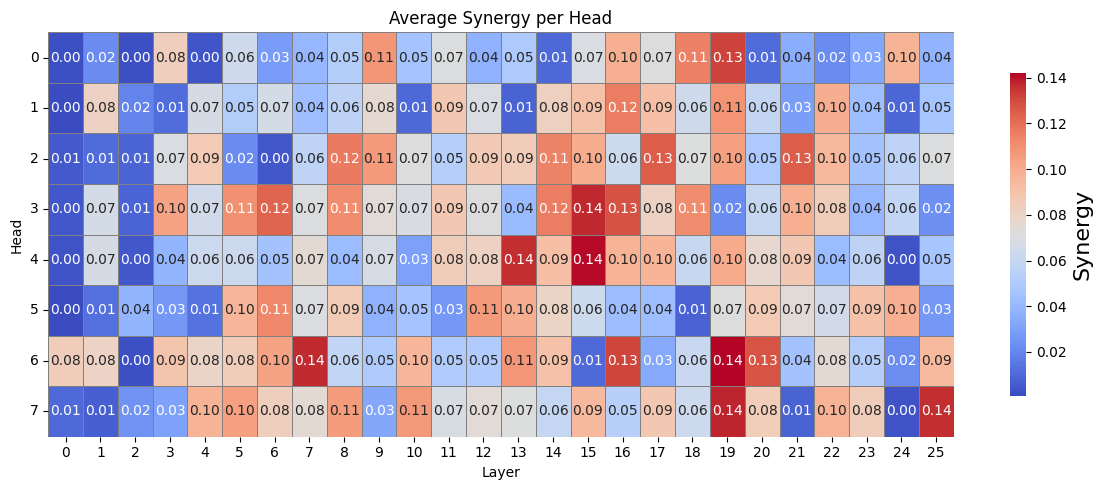 Average Synergy per Head
0 0.00 0.02 0.00 0.08 0.00 0.06 0.03 0.04 0.05 0.11 0.05 0.07 0.04 0.05 0.01 0.07 0.10 0.07 0.11 0.13 0.01 0.04 0.02 0.03 0.10 0.04
1 0.00 0.08 0.02 0.01 0.07 0.05 0.07 0.04 0.06 0.08 0.01 0.09 0.07 0.01 0.08 0.09 0.12 0.09 0.06 0.11 0.06 0.03 0.10 0.04 0.01 0.05
2 0.01 0.01 0.01 0.07 0.09 0.02 0.00 0.06 0.12 0.11 0.07 0.05 0.09 0.09 0.11 0.10 0.06 0.13 0.07 0.10 0.05 0.13 0.10 0.05 0.06 0.07
3 0.00 0.07 0.01 0.10 0.07 0.11 0.12 0.07 0.11 0.07 0.07 0.09 0.07 0.04 0.12 0.14 0.13 0.08 0.11 0.02 0.06 0.10 0.08 0.04 0.06 0.02
4 0.00 0.07 0.00 0.04 0.06 0.06 0.05 0.07 0.04 0.07 0.03 0.08 0.08 0.14 0.09 0.14 0.10 0.10 0.06 0.10 0.08 0.09 0.04 0.06 0.00 0.05
5 0.00 0.01 0.04 0.03 0.01 0.10 0.11 0.07 0.09 0.04 0.05 0.03 0.11 0.10 0.08 0.06 0.04 0.04 0.01 0.07 0.09 0.07 0.07 0.09 0.10 0.03
6 0.08 0.08 0.00 0.09 0.08 0.08 0.10 0.14 0.06 0.05 0.10 0.05 0.05 0.11 0.09 0.01 0.13 0.03 0.06 0.14 0.13 0.04 0.08 0.05 0.02 0.09
7 0.01 0.01 0.02 0.03 0.10 0.10 0.08 0.08 0.11 0.03 0.11 0.07 0.07 0.07 0.06 0.09 0.05 0.09 0.06 0.14 0.08 0.01 0.10 0.08 0.00 0.14
0 1 2 3 4 5 6 7 8 9 10 11 12 13 14 15 16 17 18 19 20 21 22 23 24 25
Layer
Head
0.14
0.12
0.10
0.08
0.06
0.04
0.02
Synergy